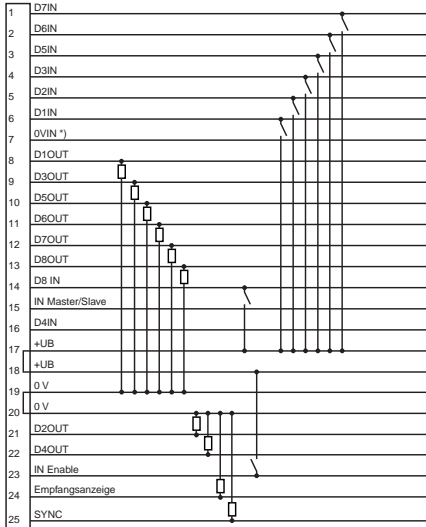 1 D7IN
2 D6IN
3 D5IN
4 D3IN
5 D2IN
6 D1IN
7 0VIN *)
8 D1OUT
9 D3OUT
10 D5OUT
11 D6OUT
12 D7OUT
13 D8OUT
14 D8 IN
15 IN Master/Slave
16 D4IN
17 +UB
18 +UB
19 0 V
20 0 V
21 D2OUT
22 D4OUT
23 IN Enable
24 Empfangsanzeige
25 SYNC